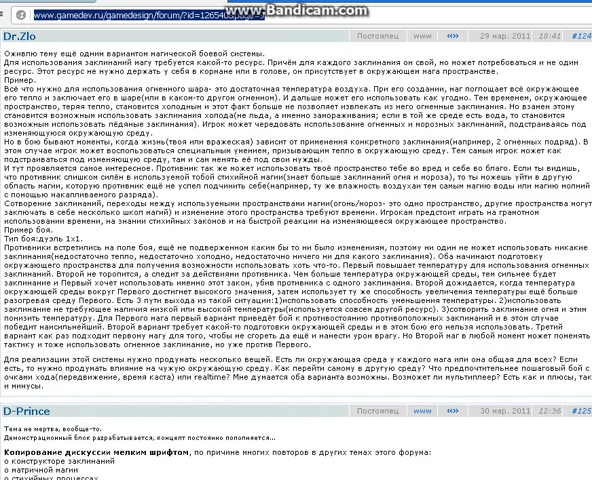 www.Bandicam.com
www.gamedev.ru/gamedesign/forum/?id=126540&page=9
Dr.Zlo Постоялец www «» 29 мар. 2011 18:41 #124
Оживлю тему ещё одним вариантом магической боевой системы.
Для использования заклинаний магу требуется какой-то ресурс. Причём для каждого заклинания он свой, но может потребоваться и не один
ресурс. Этот ресурс не нужно держать у себя в кормане или в голове, он присутствует в окружающем мага пространстве.
Пример.
Всё что нужно для использования огненного шара- это достаточная температура воздуха. При его создании, маг поглощает всё окружающее
его тепло и заключает его в шаре(или в каком-то другом огненном). И дальше может его использовать как угодно. Тем временем, окружающее
пространство, теряя тепло, становится холодным и этот факт больше не позволяет извлекать из него огненные заклинания. Но взамен этому
становится возможным использовать заклинания холода(не льда, а именно замораживания; если в той же среде есть вода, то становится
возможным использовать лёдяные заклинания). Игрок может чередовать использование огненных и морозных заклинаний, подстраиваясь под
изменяющуюся окружающую среду.
Но в бою бывают моменты, когда жизнь(твоя или вражеская) зависит от применения конкретного заклинания(например, 2 огненных подряд). В
этом случае игрок может воспользоваться специальным умением, призывающим тепло в окружающую среду. Тем самым игрок может как
подстраиваться под изменяющую среду, так и сам менять её под свои нужды.
И тут проявляется самое интересное. Противник так же может использовать твоё пространство тебе во вред и себе во благо. Если ты видишь,
что противник слишком силён в используемой тобой стихийной магии(знает больше заклинаний огня и мороза), то ты можешь уйти в другую
область магии, которую противник ещё не успел подчинить себе(например, ту же влажность воздуха тем самым магию воды или магию молний
с помощью накапливаемого разряда).
Сотворение заклинаний, переходы между используемыми пространствами магии(огонь/мороз- это одно пространство, другие пространства могут
заключать в себе несколько школ магий) и изменение этого пространства требуют времени. Игрокам предстоит играть на грамотном
использовании времени, на знании стихийных законов и на быстрой реакции на изменяющееся окружающее пространство.
Пример боя.
Тип боя:дуэль 1х1.
Противники встретились на поле боя, ещё не подверженном каким бы то ни было изменениям, поэтому ни один не может использовать никакие
заклинания(недостаточно тепло, недостаточно холодно, недостаточно ничего ни для какого заклинания). Оба начинают подготовку
окружающего пространства для получения возможности использовать хоть что-то. Первый повышает температуру для использования огненных
заклинаний. Второй не торопится, а следит за действиями противника. Чем больше температура окружающей среды, тем сильнее будет
заклинание и Первый хочет использовать именно этот закон, убив противника с одного заклинания. Второй дожидается, когда температура
окружающей среды вокруг Первого достигнет высокого значения, затем использует ту же способность увеличения температуры ещё больше
разогревая среду Первого. Есть 3 пути выхода из такой ситуации:1)использовать способность уменьшения температуры. 2)использовать
заклинание не требующее наличия низкой или высокой температуры(используется совсем другой ресурс). 3)сотворить заклинание огня и этим
понизить температуру. Для Первого мага первый вариант приведёт бой к противостоянию противоположных заклинаний и в этом случае
победит наисильнейший. Второй вариант требует какой-то подготовки окружающей среды и в этом бою его нельзя использовать. Третий
вариант как раз подходит первому магу для того, чтобы не сгореть да ещё и нанести урон врагу. Но Второй маг в любой момент может поменять
тактику и тоже использовать огненное заклинание, но уже против Первого.
Для реализации этой системы нужно продумать несколько вещей. Есть ли окружающая среда у каждого мага или она общая для всех? Если
есть, то нужно продумать влияние на чужую окружающую среду. Как перейти самому в другую среду? Что предпочтительнее пошаговый бой с
очками хода(передвижение, время каста) или realtime? Мне думается оба варианта возможны. Возможет ли мультиплеер? Есть как и плюсы, так
и минусы.
D-Prince Постоялец www «» 30 мар. 2011 12:36 #125
Тема не мертва, вообще-то.
Демонстрационный блок разрабатывается, концепт постоянно пополняется...
Копирование дискуссии мелким шрифтом, по причине многих повторов в других темах этого форума:
о конструкторе заклинаний
о матричной магии
о стихийных процессах